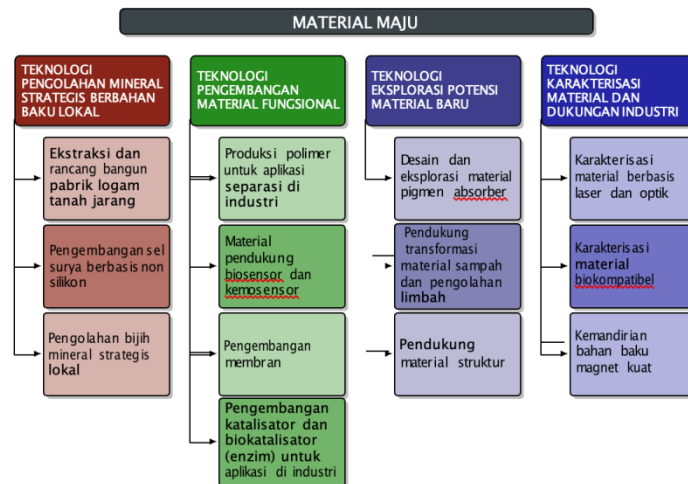 MATERIAL MAJU
TEKNOLOGI
PENGOLAHAN MINERAL
STRATEGIS BERBAHAN
BAKU LOKAL
Ekstraksi dan
rancang bangun
pabrik logam
tanah jarang
Pengembangan sel
surya berbasis non
silikon
Pengolahan bijih
mineral strategis
lokal
TEKNOLOGI
PENGEMBANGAN
MATERIAL FUNGSIONAL
Produksi polimer
untuk aplikasi
separasi di
industri
Material
pendukung
biosensor dan
kemosensor
Pengembangan
membran
Pengembangan
katalisator dan
biokatalisator
(enzim) untuk
aplikasi di industri
TEKNOLOGI
EKSPLORASI POTENSI
MATERIAL BARU
Desain dan
eksplorasi material
pigmen absorber
Pendukung
transformasi
material sampah
dan pengolahan
limbah
Pendukung
material struktur
TEKNOLOGI
KARAKTERISASI
MATERIAL DAN
DUKUNGAN INDUSTRI
Karakterisasi
material berbasis
laser dan optik
Karakterisasi
material
biokompatibel
Kemandirian
bahan baku
magnet kuat